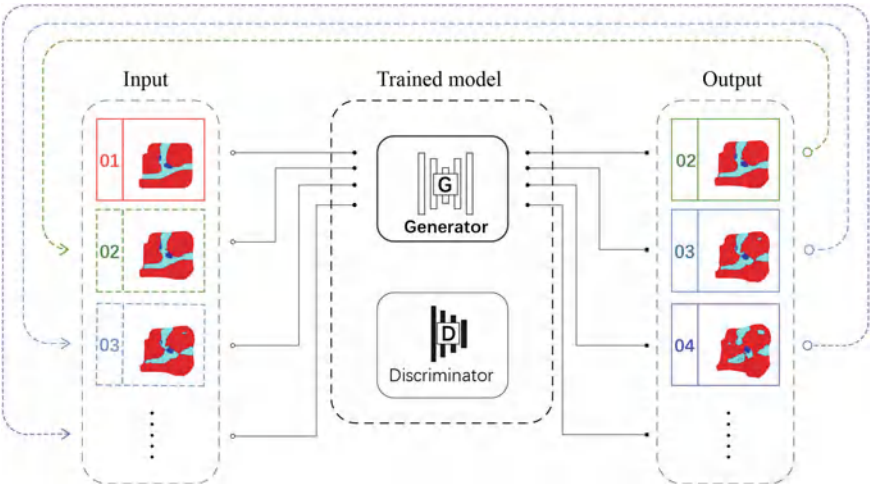 Input
Trained model
Output
01
02
03
G
Generator
D
Discriminator
02
03
04